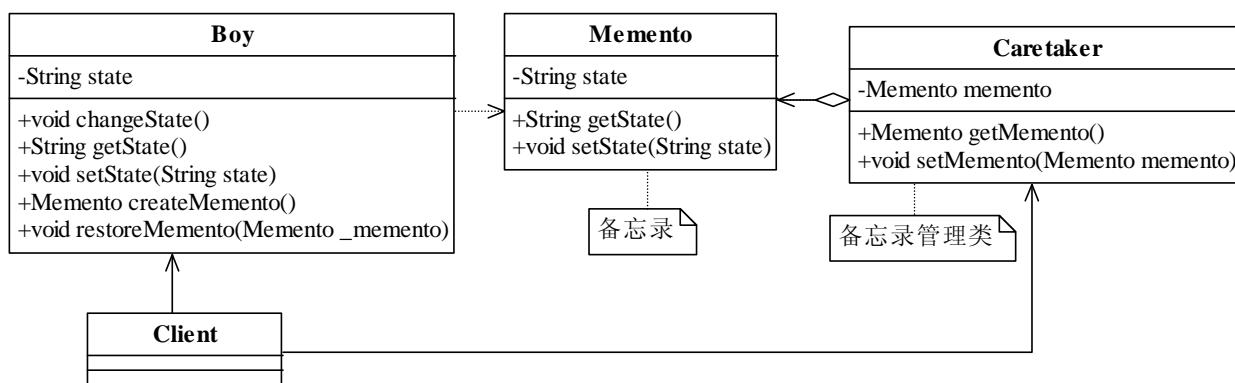 Boy
-String state
+void changeState()
+String getState()
+void setState(String state)
+Memento createMemento()
+void restoreMemento(Memento _memento)
Memento
-String state
+String getState()
+void setState(String state)
备忘录
Caretaker
-Memento memento
+Memento getMemento()
+void setMemento(Memento memento)
备忘录管理类
Client